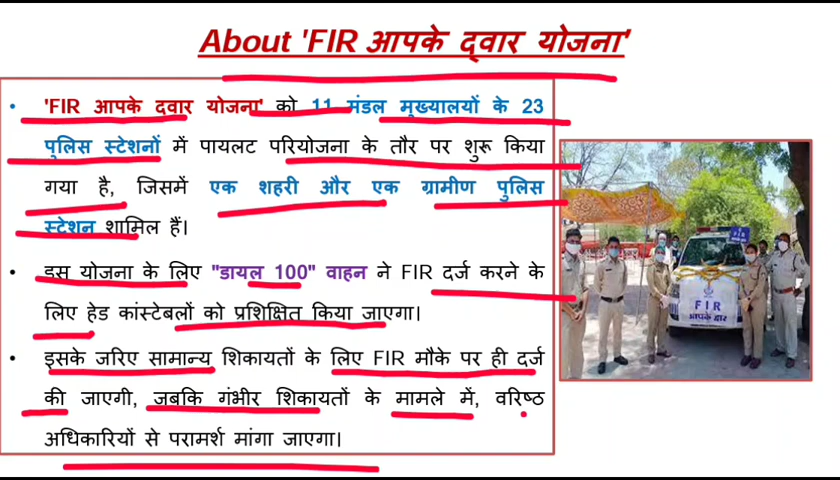 About 'FIR आपके द्वार योजना'
• 'FIR आपके द्वार योजना' को 11 मंडल मुख्यालयों के 23
पुलिस स्टेशनों में पायलट परियोजना के तौर पर शुरू किया
गया है, जिसमें एक शहरी और एक ग्रामीण पुलिस
स्टेशन शामिल हैं।
• इस योजना के लिए "डायल 100" वाहन ने FIR दर्ज करने के
लिए हेड कांस्टेबलों को प्रशिक्षित किया जाएगा।
• इसके जरिए सामान्य शिकायतों के लिए FIR मौके पर ही दर्ज
की जाएगी, जबकि गंभीर शिकायतों के मामले में, वरिष्ठ
अधिकारियों से परामर्श मांगा जाएगा।
FIR
आपके द्वार